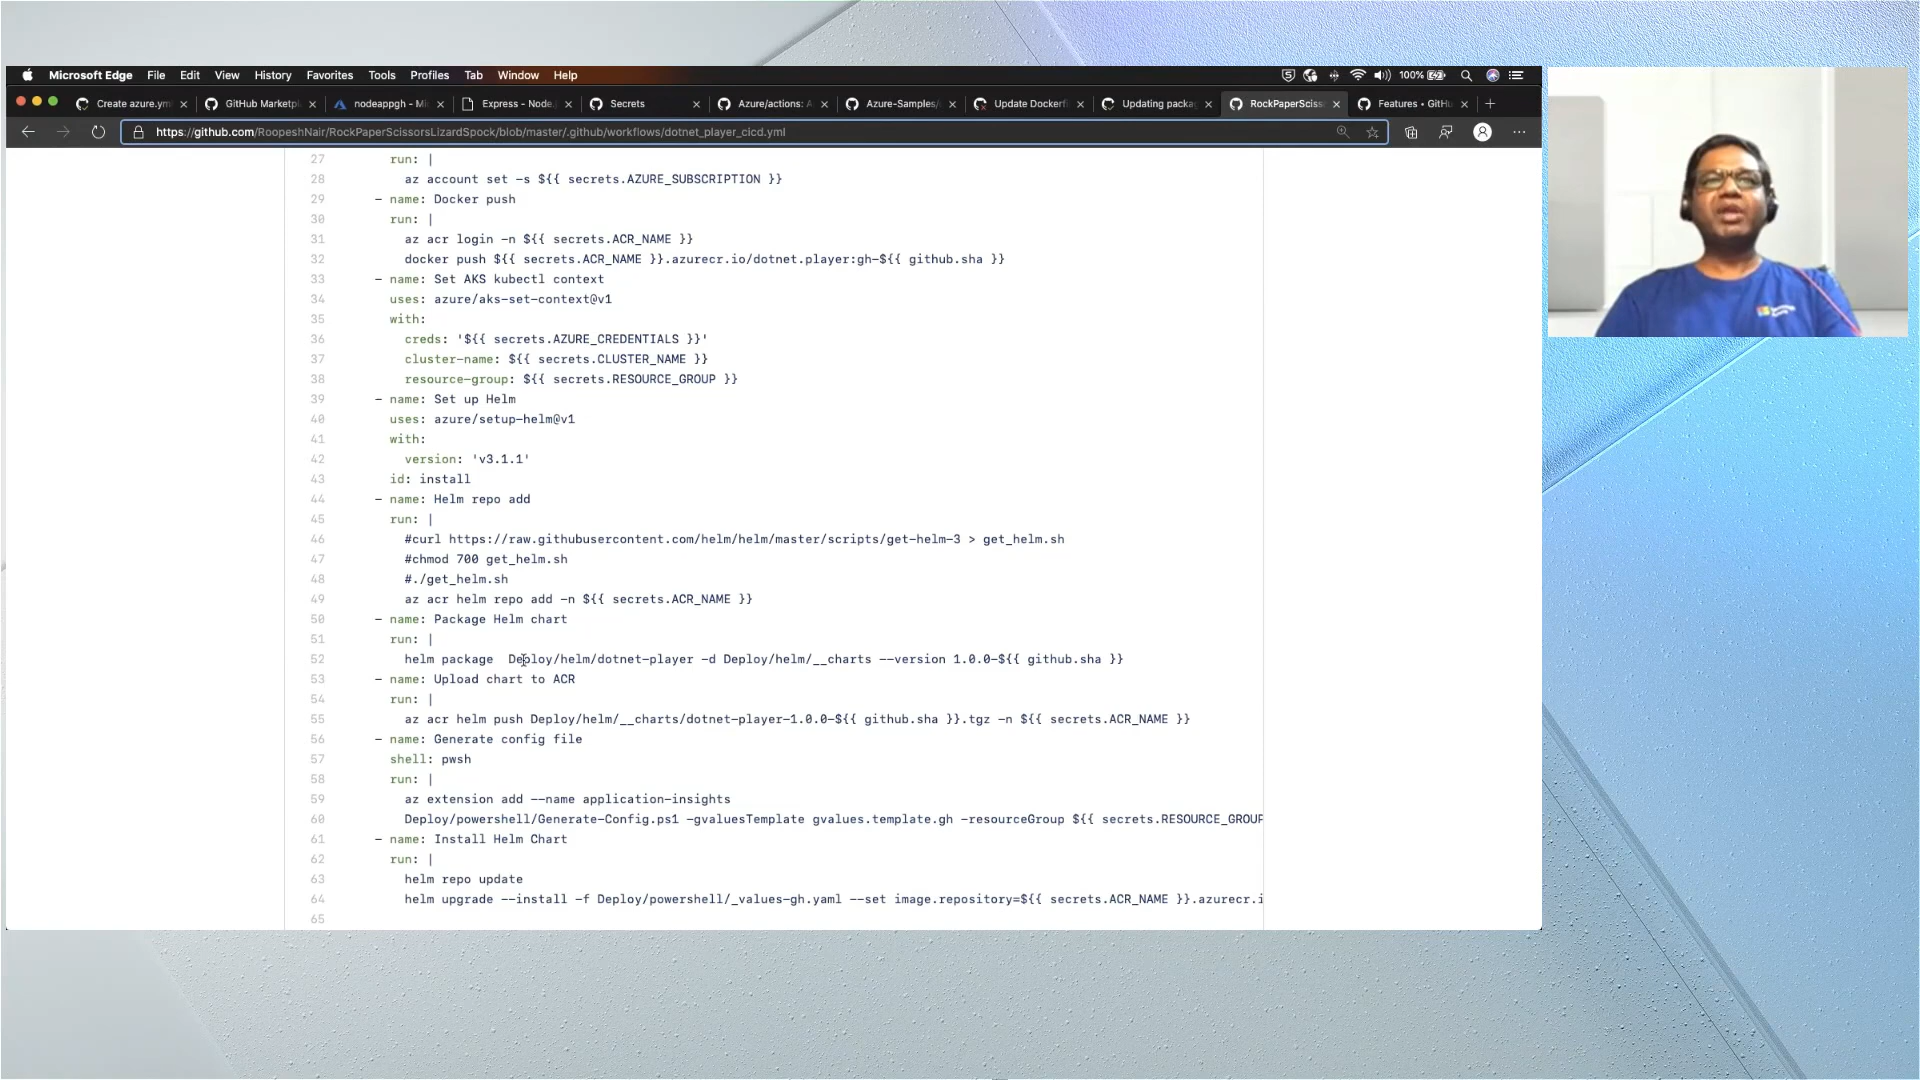 Microsoft Edge File Edit View History Favorites Tools Profiles Tab Window Help 100%
Create azure.ym GitHub Marketpl nodeappgh - Mi Express - Node. Secrets Azure/actions: A Azure-Samples/ Update Dockerfi Updating packa RockPaperSciss Features • GitHu
https://github.com/RoopeshNair/RockPaperScissorsLizardSpock/blob/master/.github/workflows/dotnet_player_cicd.yml
27 run: |
28 az account set -s ${{ secrets.AZURE_SUBSCRIPTION }}
29 - name: Docker push
30 run: |
31 az acr login -n ${{ secrets.ACR_NAME }}
32 docker push ${{ secrets.ACR_NAME }}.azurecr.io/dotnet.player:gh-${{ github.sha }}
33 - name: Set AKS kubectl context
34 uses: azure/aks-set-context@v1
35 with:
36 creds: '${{ secrets.AZURE_CREDENTIALS }}'
37 cluster-name: ${{ secrets.CLUSTER_NAME }}
38 resource-group: ${{ secrets.RESOURCE_GROUP }}
39 - name: Set up Helm
40 uses: azure/setup-helm@v1
41 with:
42 version: 'v3.1.1'
43 id: install
44 - name: Helm repo add
45 run: |
46 #curl https://raw.githubusercontent.com/helm/helm/master/scripts/get-helm-3 > get_helm.sh
47 #chmod 700 get_helm.sh
48 #./get_helm.sh
49 az acr helm repo add -n ${{ secrets.ACR_NAME }}
50 - name: Package Helm chart
51 run: |
52 helm package  Deploy/helm/dotnet-player -d Deploy/helm/__charts --version 1.0.0-${{ github.sha }}
53 - name: Upload chart to ACR
54 run: |
55 az acr helm push Deploy/helm/__charts/dotnet-player-1.0.0-${{ github.sha }}.tgz -n ${{ secrets.ACR_NAME }}
56 - name: Generate config file
57 shell: pwsh
58 run: |
59 az extension add --name application-insights
60 Deploy/powershell/Generate-Config.ps1 -gvaluesTemplate gvalues.template.gh -resourceGroup ${{ secrets.RESOURCE_GROUP
61 - name: Install Helm Chart
62 run: |
63 helm repo update
64 helm upgrade --install -f Deploy/powershell/_values-gh.yaml --set image.repository=${{ secrets.ACR_NAME }}.azurecr.i
65